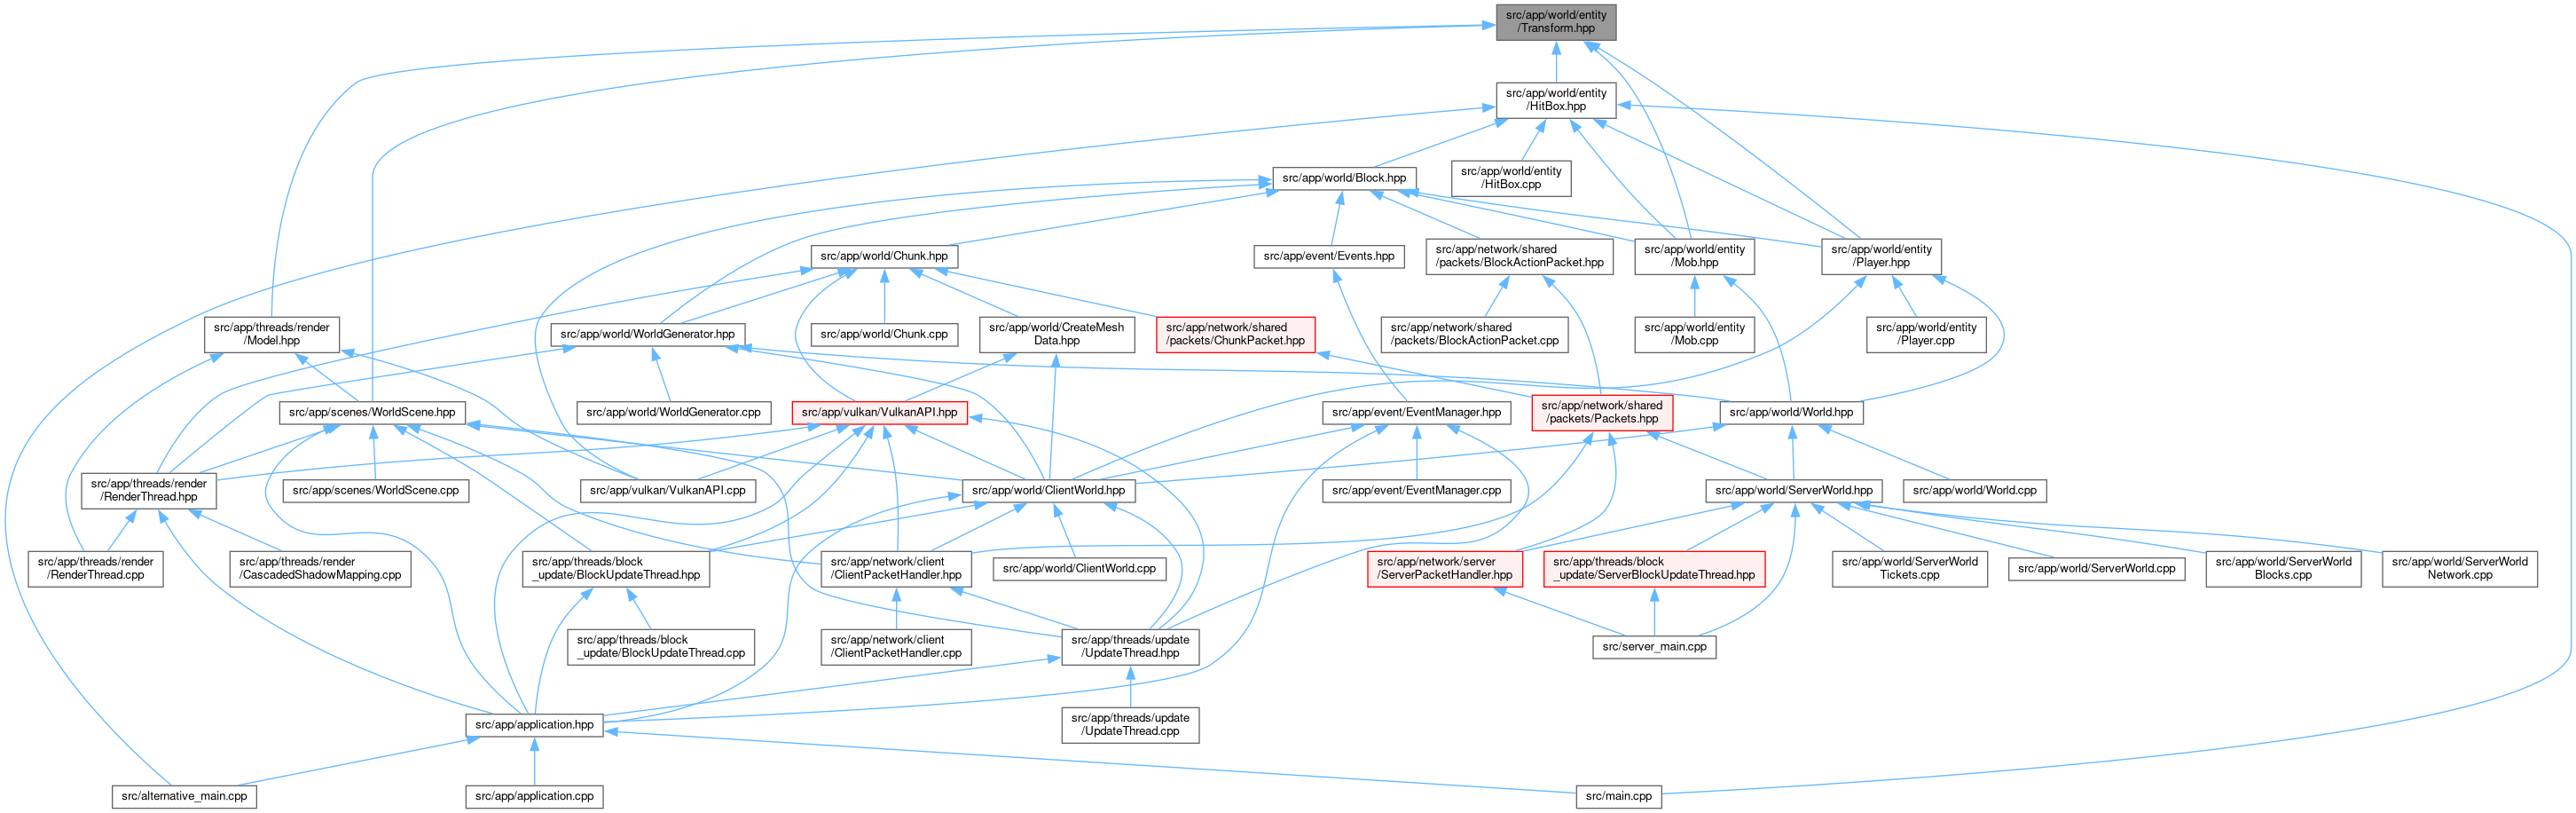 src/app/world/entity
/Transform.hpp
src/app/world/entity
/HitBox.hpp
src/app/world/Block.hpp
src/app/world/entity
/HitBox.cpp
src/app/world/Chunk.hpp
src/app/event/Events.hpp
src/app/network/shared
/packets/BlockActionPacket.hpp
src/app/world/entity
/Mob.hpp
src/app/world/entity
/Player.hpp
src/app/threads/render
/Model.hpp
src/app/world/WorldGenerator.hpp
src/app/world/Chunk.cpp
src/app/world/CreateMesh
Data.hpp
src/app/network/shared
/packets/ChunkPacket.hpp
src/app/network/shared
/packets/BlockActionPacket.cpp
src/app/world/entity
/Mob.cpp
src/app/world/entity
/Player.cpp
src/app/scenes/WorldScene.hpp
src/app/world/WorldGenerator.cpp
src/app/vulkan/VulkanAPI.hpp
src/app/event/EventManager.hpp
src/app/network/shared
/packets/Packets.hpp
src/app/world/World.hpp
src/app/threads/render
/RenderThread.hpp
src/app/scenes/WorldScene.cpp
src/app/vulkan/VulkanAPI.cpp
src/app/world/ClientWorld.hpp
src/app/event/EventManager.cpp
src/app/world/ServerWorld.hpp
src/app/world/World.cpp
src/app/threads/render
/RenderThread.cpp
src/app/threads/render
/CascadedShadowMapping.cpp
src/app/threads/block
_update/BlockUpdateThread.hpp
src/app/network/client
/ClientPacketHandler.hpp
src/app/world/ClientWorld.cpp
src/app/network/server
/ServerPacketHandler.hpp
src/app/threads/block
_update/ServerBlockUpdateThread.hpp
src/app/world/ServerWorld
Tickets.cpp
src/app/world/ServerWorld.cpp
src/app/world/ServerWorld
Blocks.cpp
src/app/world/ServerWorld
Network.cpp
src/app/threads/block
_update/BlockUpdateThread.cpp
src/app/network/client
/ClientPacketHandler.cpp
src/app/threads/update
/UpdateThread.hpp
src/server_main.cpp
src/app/application.hpp
src/app/threads/update
/UpdateThread.cpp
src/alternative_main.cpp
src/app/application.cpp
src/main.cpp